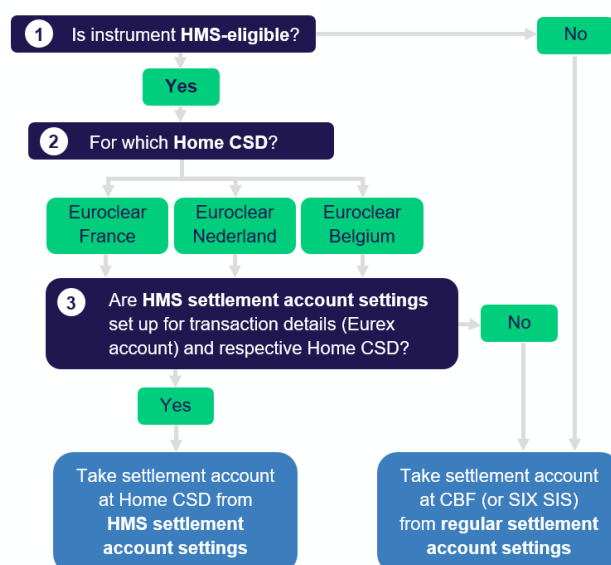 1 Is instrument HMS-eligible?
No
Yes
2 For which Home CSD?
Euroclear
France
Euroclear
Nederland
Euroclear
Belgium
3 Are HMS settlement account settings
set up for transaction details (Eurex
account) and respective Home CSD?
No
Yes
Take settlement account
at Home CSD from
HMS settlement
account settings
Take settlement account
at CBF (or SIX SIS)
from regular settlement
account settings